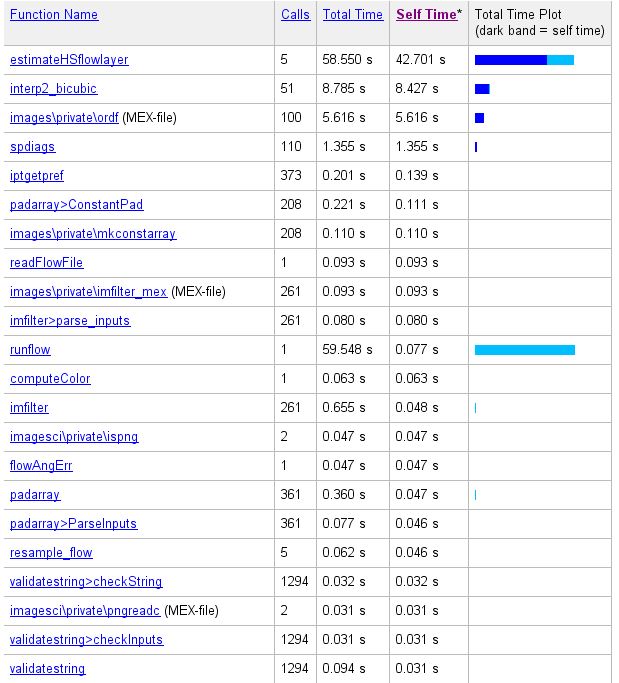 Function Name Calls Total Time Self Time* Total Time Plot
(dark band = self time)
estimateHSflowlayer 5 58.550 s 42.701 s
interp2_bicubic 51 8.785 s 8.427 s
images\private\ordf (MEX-file) 100 5.616 s 5.616 s
spdiags 110 1.355 s 1.355 s
iptgetpref 373 0.201 s 0.139 s
padarray>ConstantPad 208 0.221 s 0.111 s
images\private\mkconstarray 208 0.110 s 0.110 s
readFlowFile 1 0.093 s 0.093 s
images\private\imfilter_mex (MEX-file) 261 0.093 s 0.093 s
imfilter>parse_inputs 261 0.080 s 0.080 s
runflow 1 59.548 s 0.077 s
computeColor 1 0.063 s 0.063 s
imfilter 261 0.655 s 0.048 s
imagesci\private\ispng 2 0.047 s 0.047 s
flowAngErr 1 0.047 s 0.047 s
padarray 361 0.360 s 0.047 s
padarray>ParseInputs 361 0.077 s 0.046 s
resample_flow 5 0.062 s 0.046 s
validatestring>checkString 1294 0.032 s 0.032 s
imagesci\private\pngreadc (MEX-file) 2 0.031 s 0.031 s
validatestring>checkInputs 1294 0.031 s 0.031 s
validatestring 1294 0.094 s 0.031 s